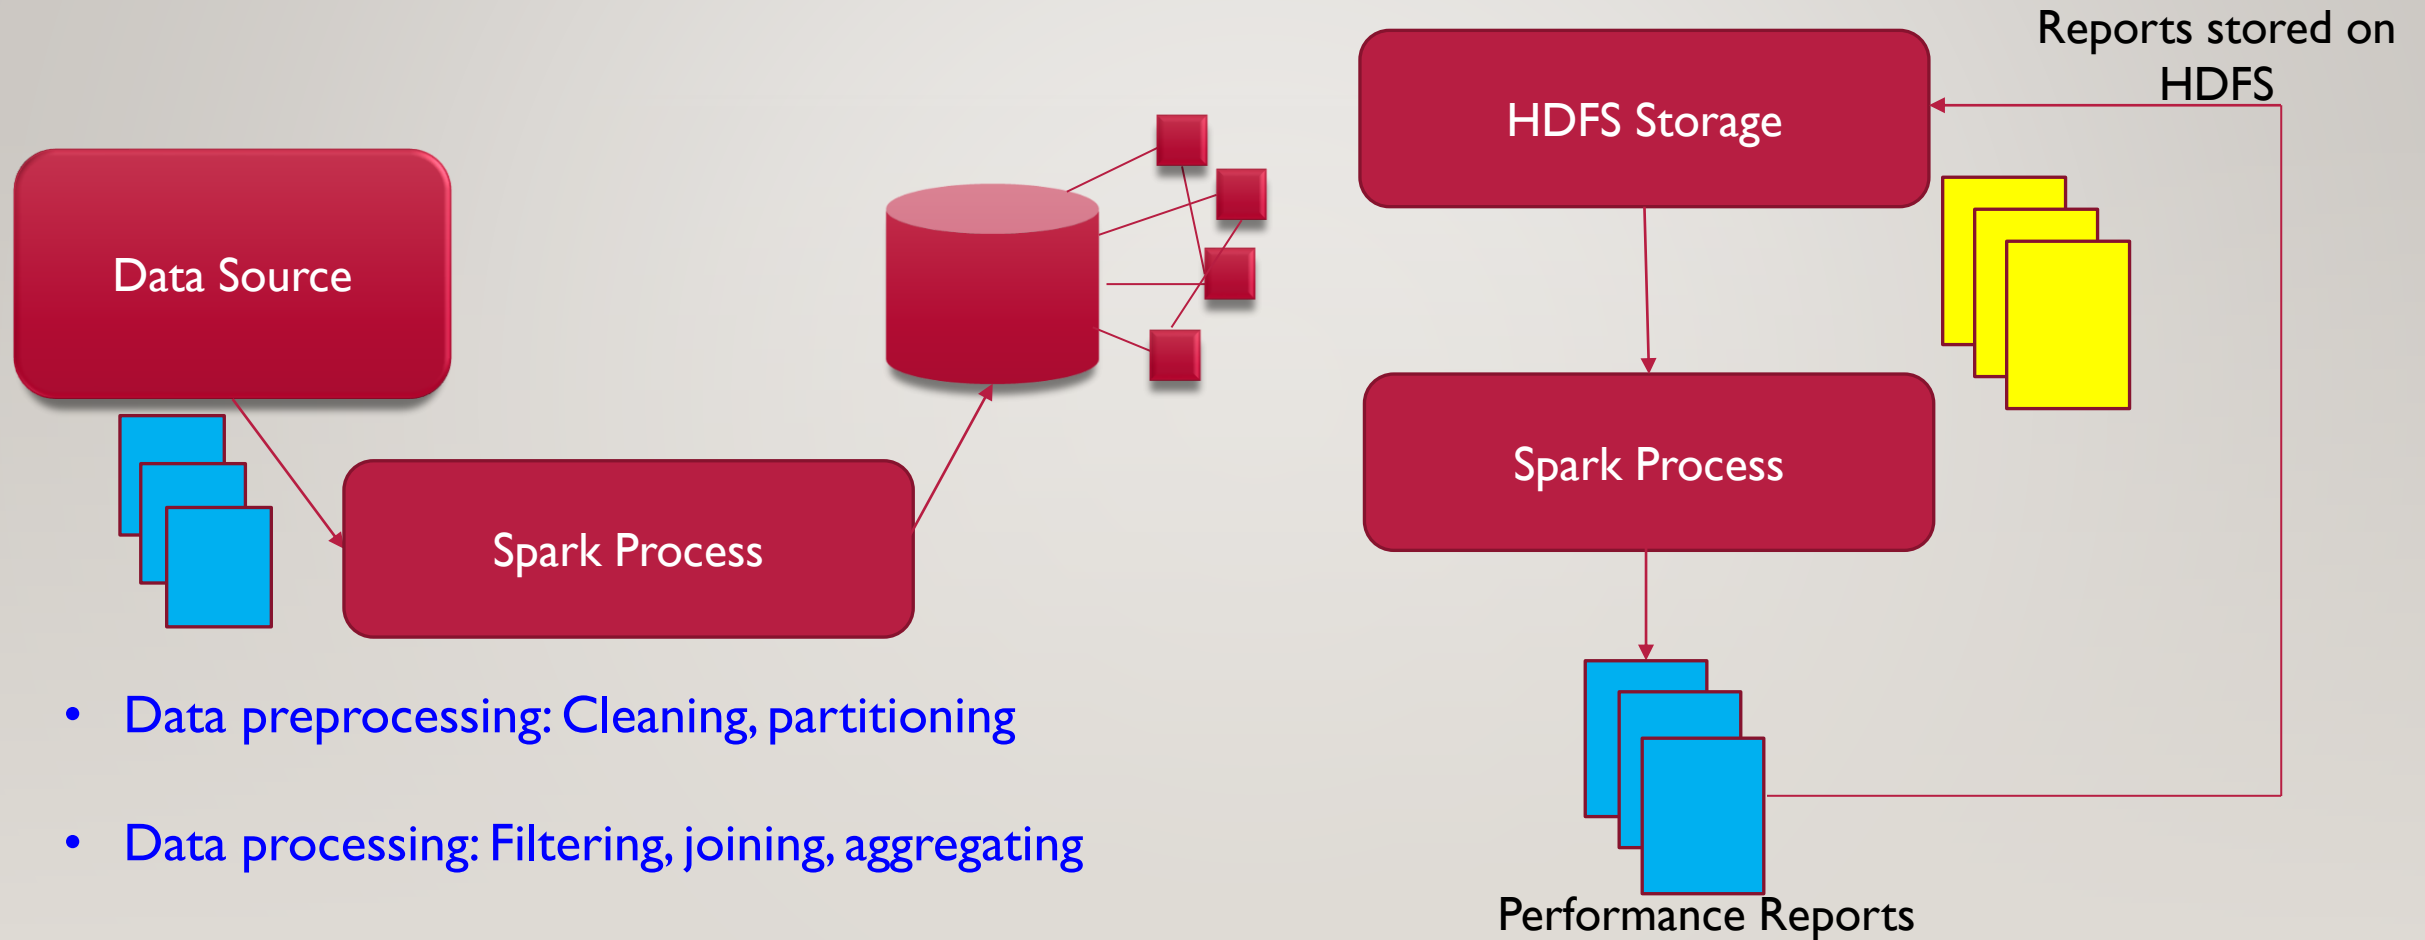 Reports stored on
HDFS
HDFS Storage
Data Source
Spark Process
Spark Process
• Data preprocessing: Cleaning, partitioning
• Data processing: Filtering, joining, aggregating
Performance Reports